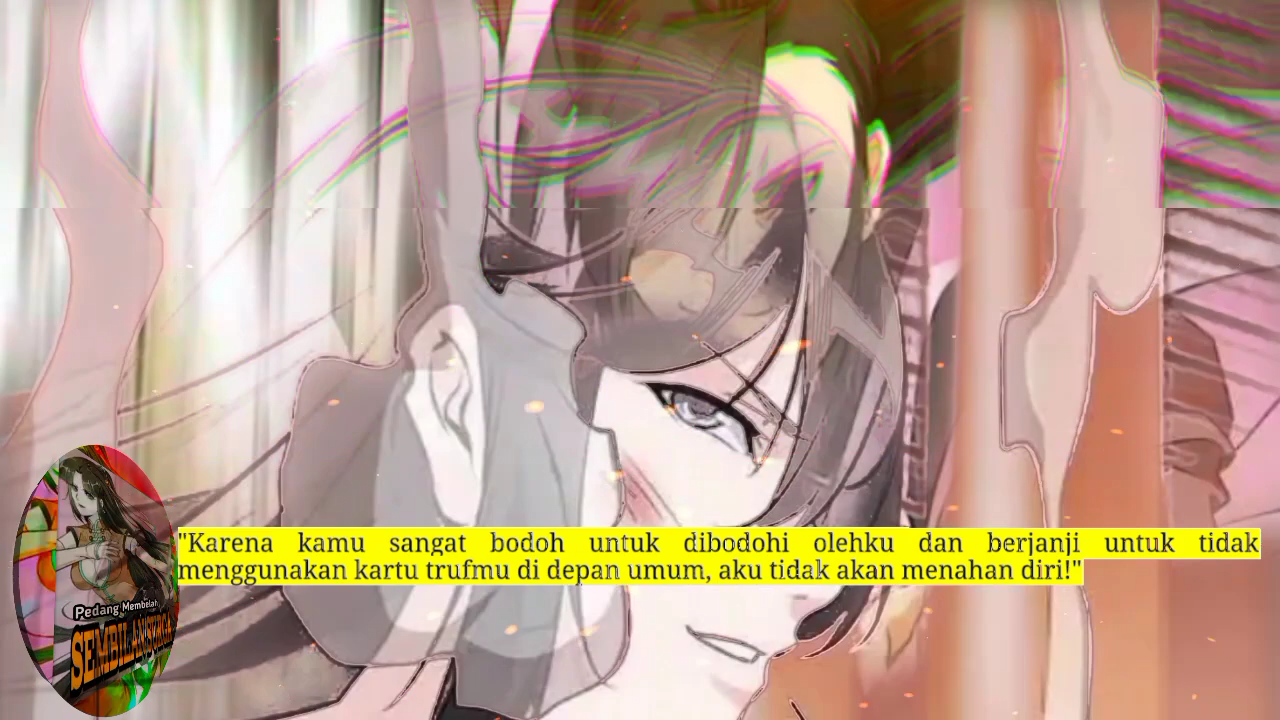 "Karena kamu sangat bodoh untuk dibodohi olehku dan berjanji untuk tidak
menggunakan kartu trufmu di depan umum, aku tidak akan menahan diri!"
Pedang Membelah
SEMBILAN SURGA